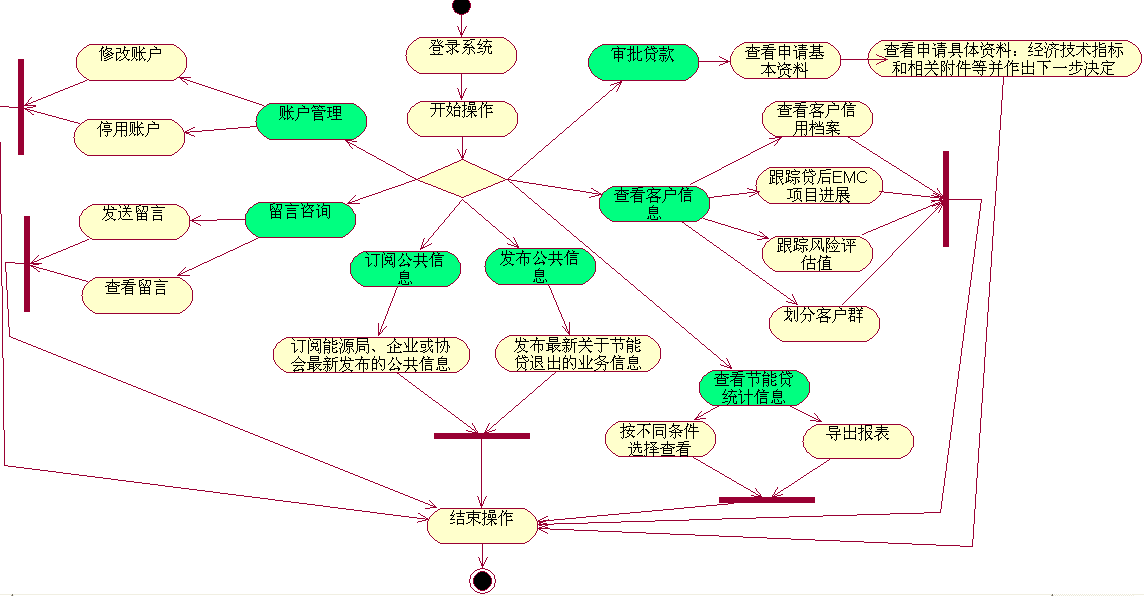 登录系统
开始操作
修改账户
停用账户
账户管理
发送留言
查看留言
留言咨询
订阅公共信
息
发布公共信
息
订阅能源局、企业或协
会最新发布的公共信息
发布最新关于节能
贷退出的业务信息
审批贷款
查看申请基
本资料
查看申请具体资料：经济技术指标
和相关附件等并作出下一步决定
查看客户信
息
查看客户信
用档案
跟踪贷后EMC
项目进展
跟踪风险评
估值
划分客户群
查看节能贷
统计信息
按不同条件
选择查看
导出报表
结束操作